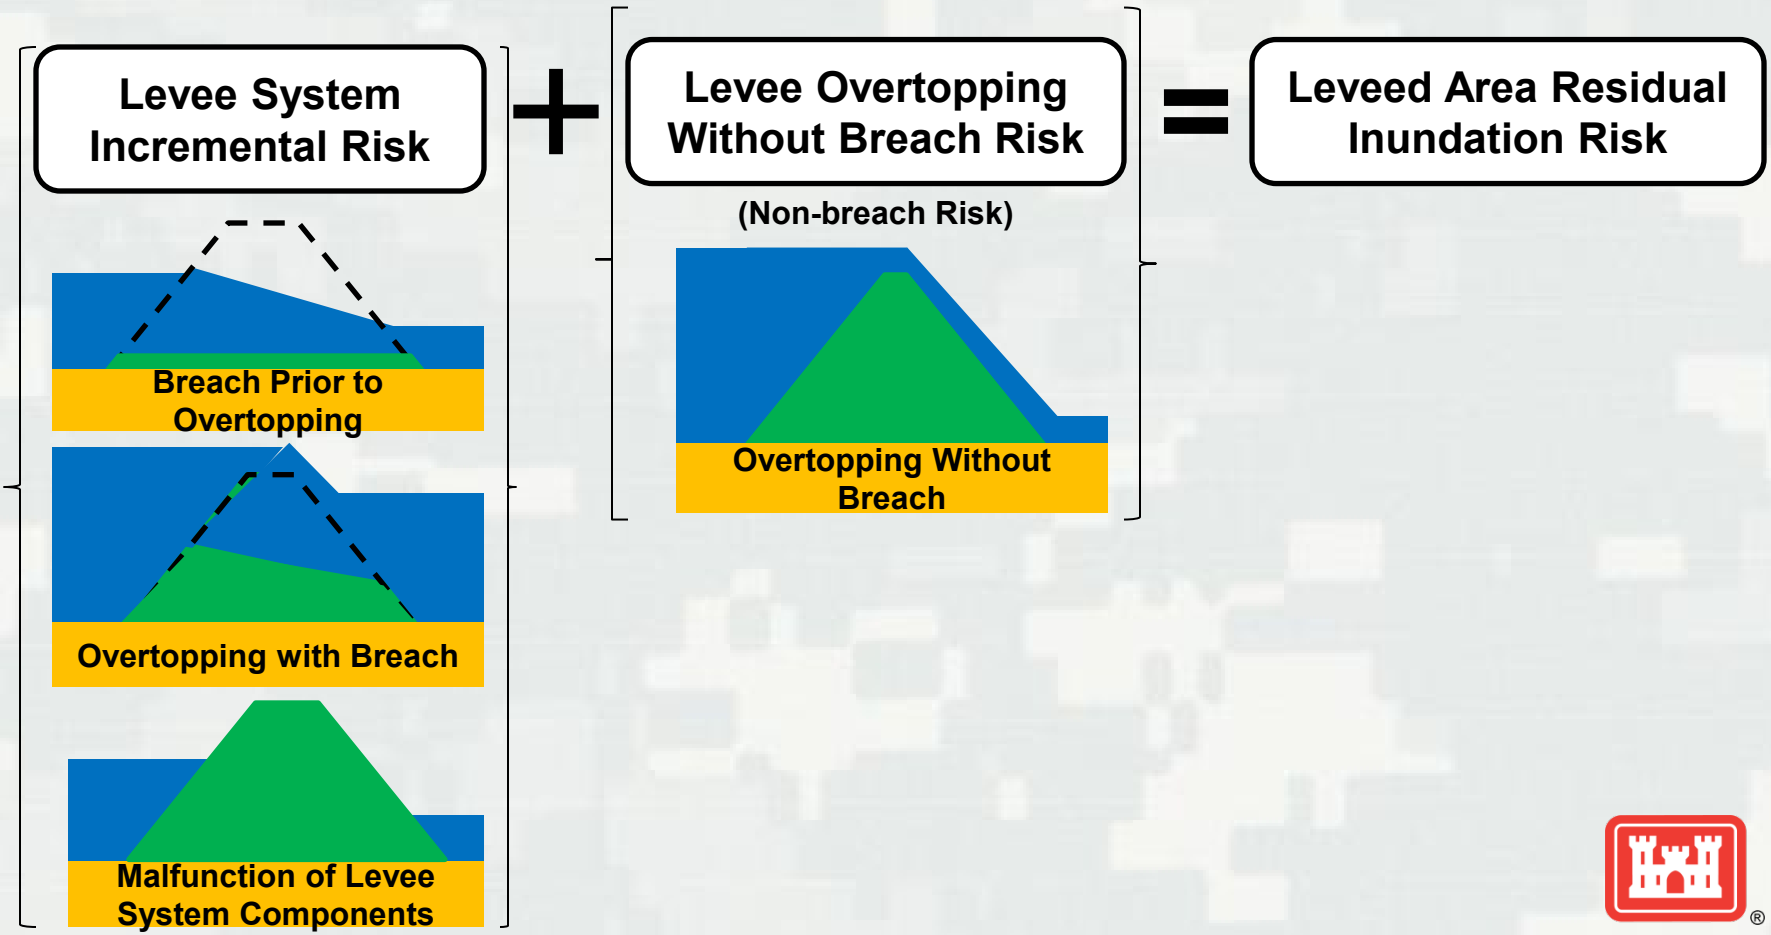 Levee System
Incremental Risk
+
Levee Overtopping
Without Breach Risk
=
Leveed Area Residual
Inundation Risk
(Non-breach Risk)
Breach Prior to
Overtopping
Overtopping Without
Breach
Overtopping with Breach
Malfunction of Levee
System Components
®